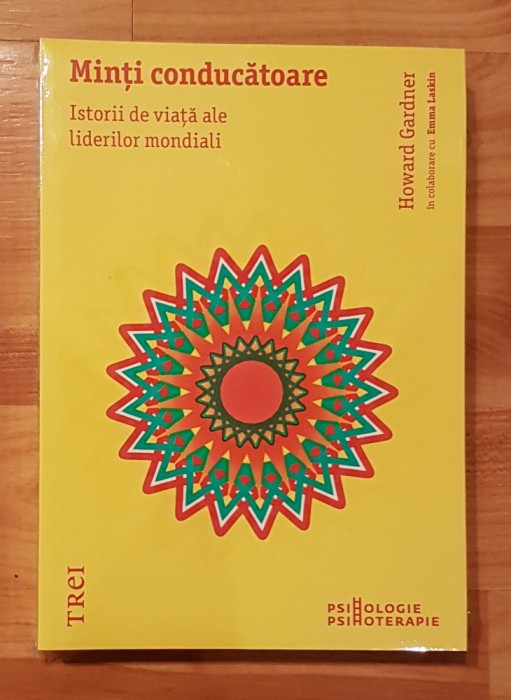 Minți conducătoare
Istorii de viață ale
liderilor mondiali
Howard Gardner
în colaborare cu Emma Laskin
TREI
PSIHOLOGIE
PSIHOTERAPIE